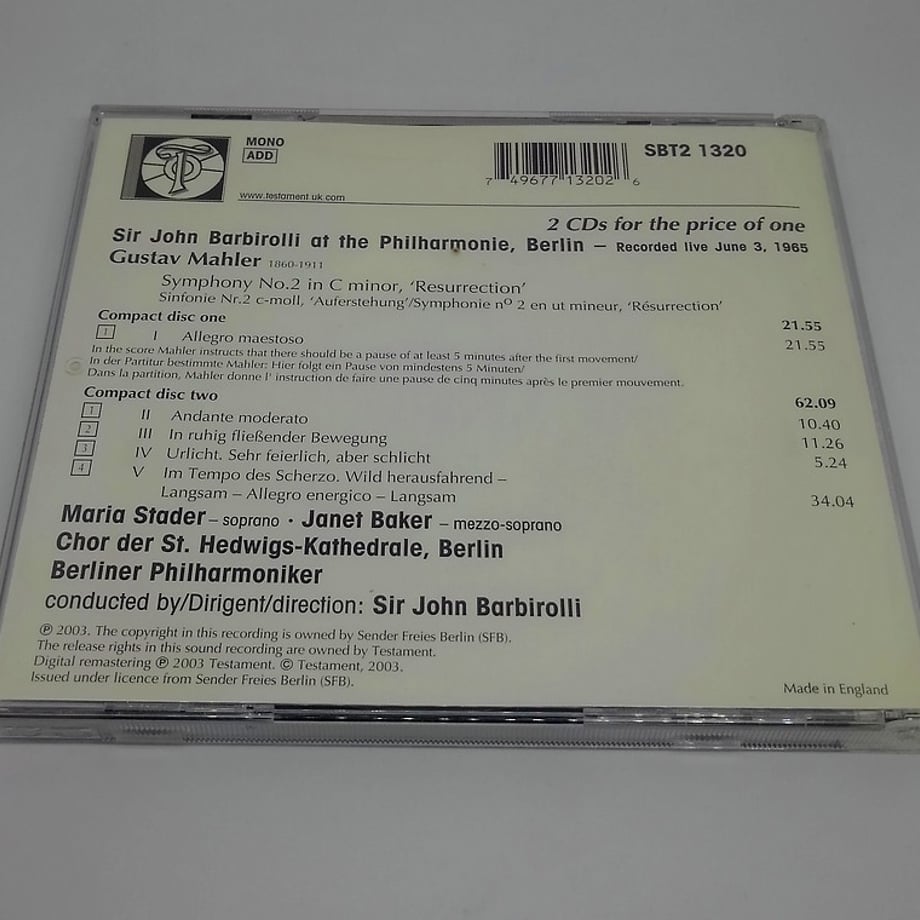 MONO
ADD
www.testament.uk.com
7 49677 13202 6
SBT2 1320
2 CDs for the price of one
Sir John Barbirolli at the Philharmonie, Berlin – Recorded live June 3, 1965
Gustav Mahler 1860-1911
Symphony No.2 in C minor, ‘Resurrection’
Sinfonie Nr.2 c-moll, ‘Auferstehung’/Symphonie nº 2 en ut mineur, ‘Résurrection’
Compact disc one 21.55
1 I Allegro maestoso 21.55
In the score Mahler instructs that there should be a pause of at least 5 minutes after the first movement/
In der Partitur bestimmte Mahler: Hier folgt ein Pause von mindestens 5 Minuten/
Dans la partition, Mahler donne l' instruction de faire une pause de cinq minutes après le premier mouvement.
Compact disc two 62.09
1 II Andante moderato 10.40
2 III In ruhig fließender Bewegung 11.26
3 IV Urlicht. Sehr feierlich, aber schlicht 5.24
4 V Im Tempo des Scherzo. Wild herausfahrend –
Langsam – Allegro energico – Langsam 34.04
Maria Stader – soprano · Janet Baker – mezzo-soprano
Chor der St. Hedwigs-Kathedrale, Berlin
Berliner Philharmoniker
conducted by/Dirigent/direction: Sir John Barbirolli
℗ 2003. The copyright in this recording is owned by Sender Freies Berlin (SFB).
The release rights in this sound recording are owned by Testament.
Digital remastering ℗ 2003 Testament. © Testament, 2003.
Issued under licence from Sender Freies Berlin (SFB).
Made in England